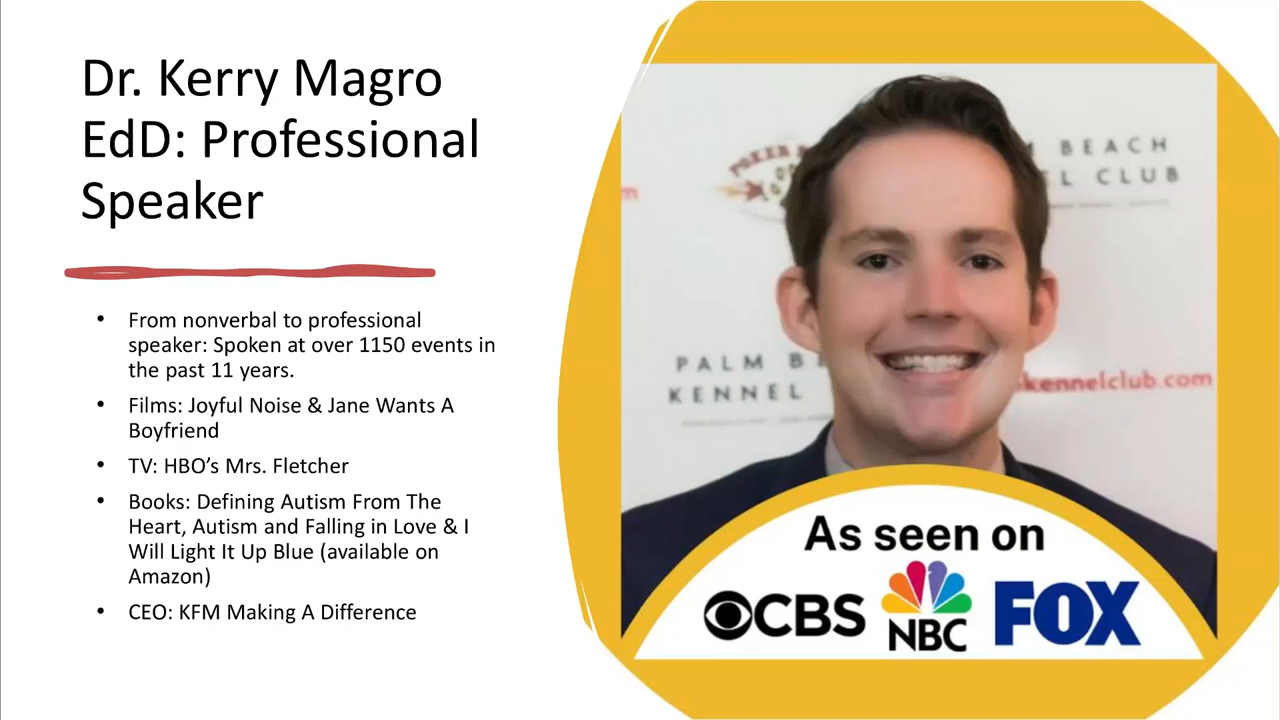 Dr. Kerry Magro
EdD: Professional
Speaker
• From nonverbal to professional
speaker: Spoken at over 1150 events in
the past 11 years.
• Films: Joyful Noise & Jane Wants A
Boyfriend
• TV: HBO’s Mrs. Fletcher
• Books: Defining Autism From The
Heart, Autism and Falling in Love & I
Will Light It Up Blue (available on
Amazon)
• CEO: KFM Making A Difference
POKER
M BEACH
EL CLUB
m
PALM B
KENNEL
kennelclub.com
As seen on
CBS
NBC
FOX